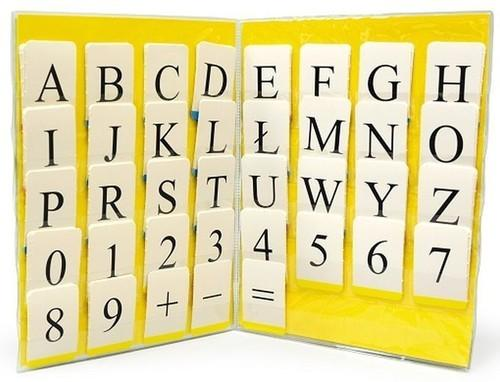 A B C D E F G H
I J K L Ł M N O
P R S T U W Y Z
0 1 2 3 4 5 6 7
8 9 + − =